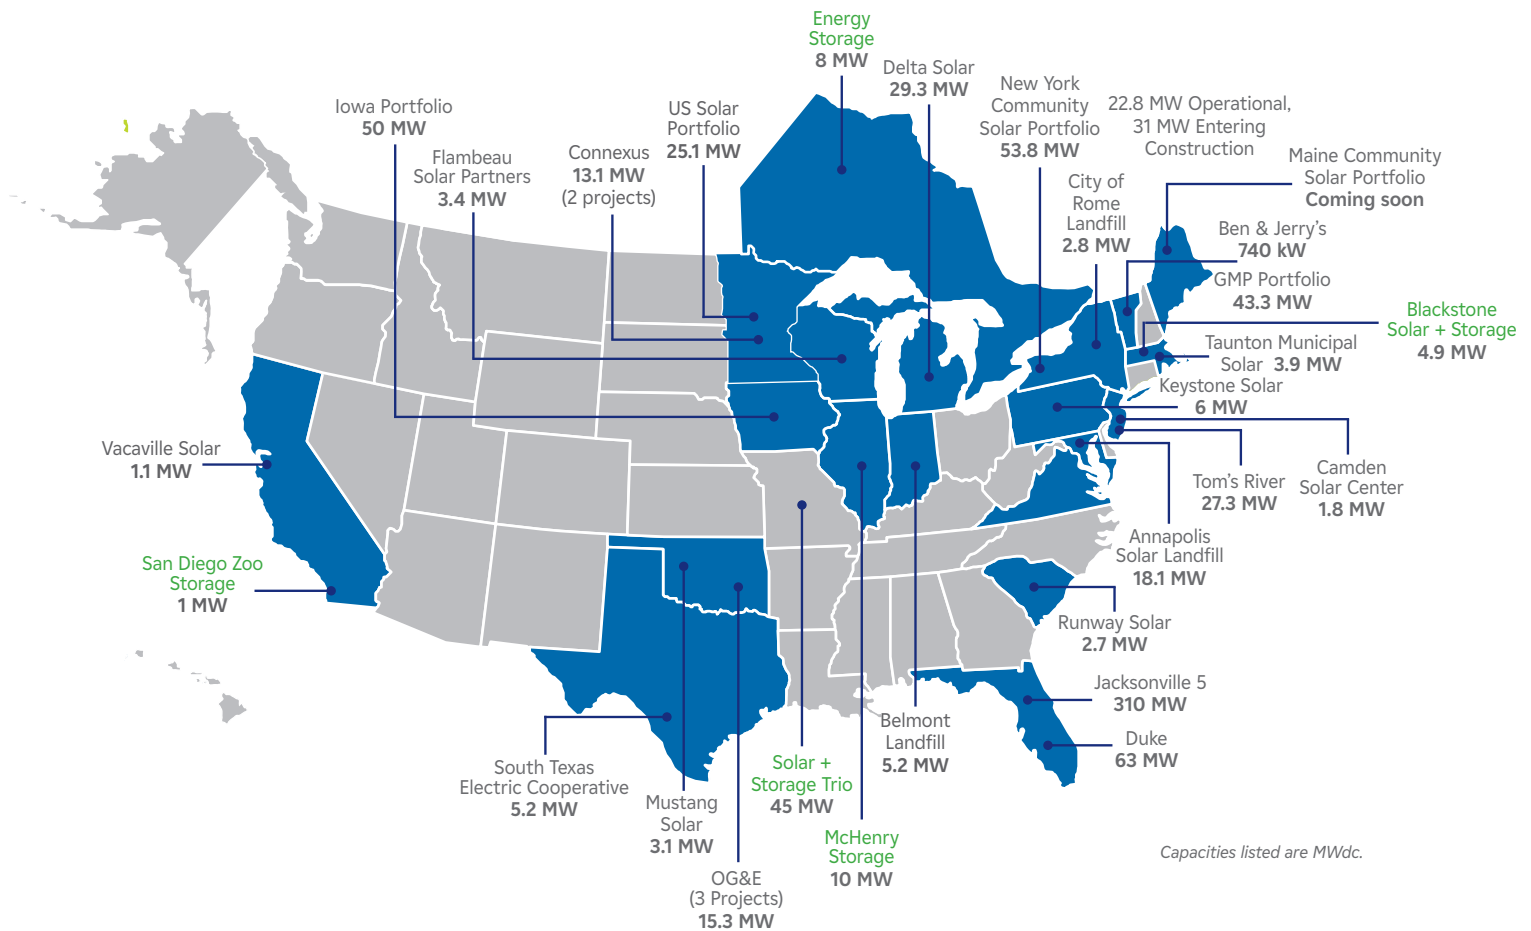 Energy
Storage
8 MW
Delta Solar
29.3 MW
New York
Community
Solar Portfolio
53.8 MW
22.8 MW Operational,
31 MW Entering
Construction
Iowa Portfolio
50 MW
US Solar
Portfolio
25.1 MW
Flambeau
Solar Partners
3.4 MW
Connexus
13.1 MW
(2 projects)
Maine Community
Solar Portfolio
Coming soon
City of
Rome
Landfill
2.8 MW
Ben & Jerry’s
740 kW
GMP Portfolio
43.3 MW
Blackstone
Solar + Storage
4.9 MW
Taunton Municipal
Solar 3.9 MW
Keystone Solar
6 MW
Vacaville Solar
1.1 MW
Camden
Solar Center
1.8 MW
Tom’s River
27.3 MW
Annapolis
Solar Landfill
18.1 MW
San Diego Zoo
Storage
1 MW
Runway Solar
2.7 MW
Jacksonville 5
310 MW
Duke
63 MW
Belmont
Landfill
5.2 MW
South Texas
Electric Cooperative
5.2 MW
Solar +
Storage Trio
45 MW
Mustang
Solar
3.1 MW
McHenry
Storage
10 MW
OG&E
(3 Projects)
15.3 MW
Capacities listed are MWdc.